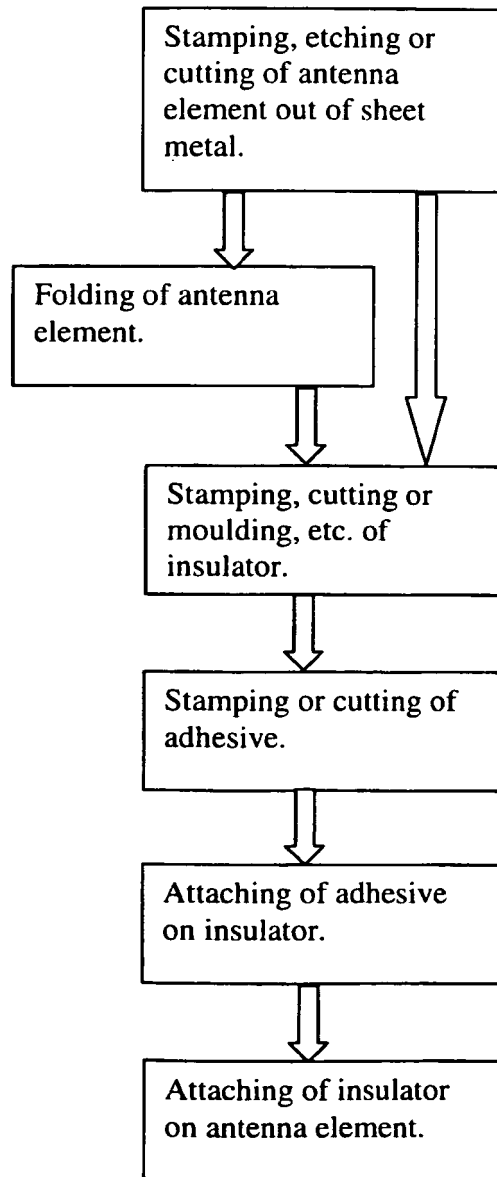 Stamping, etching or
cutting of antenna
element out of sheet
metal.
Folding of antenna
element.
Stamping, cutting or
moulding, etc. of
insulator.
Stamping or cutting of
adhesive.
Attaching of adhesive
on insulator.
Attaching of insulator
on antenna element.